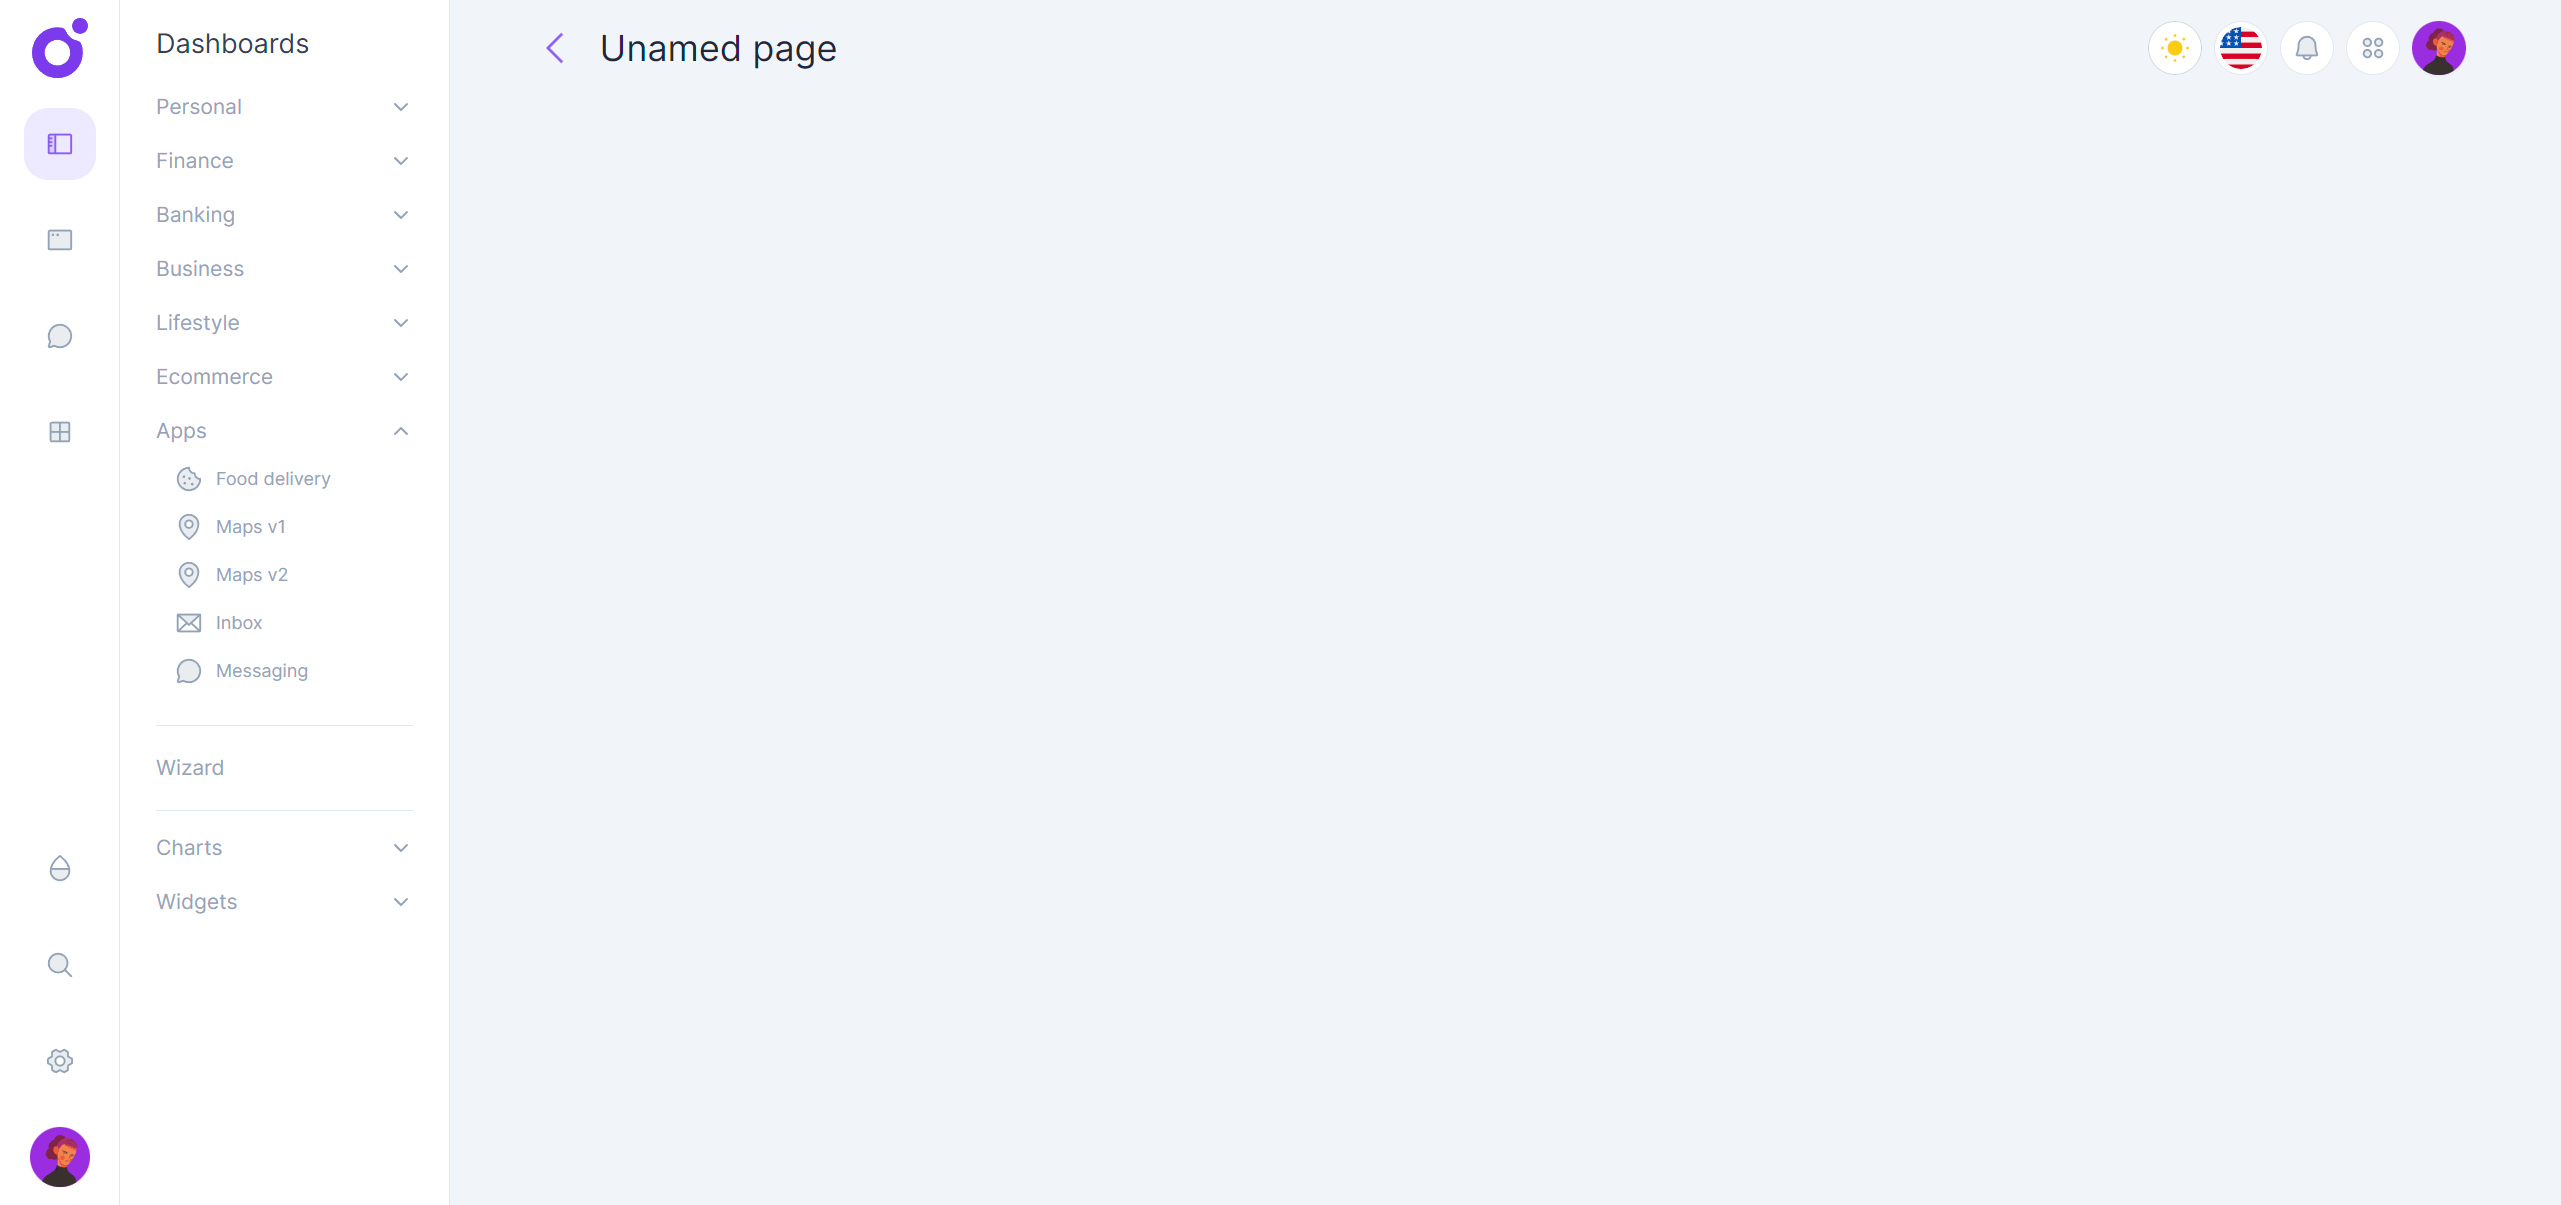 Dashboards
Unamed page
Personal
Finance
Banking
Business
Lifestyle
Ecommerce
Apps
Food delivery
Maps v1
Maps v2
Inbox
Messaging
Wizard
Charts
Widgets